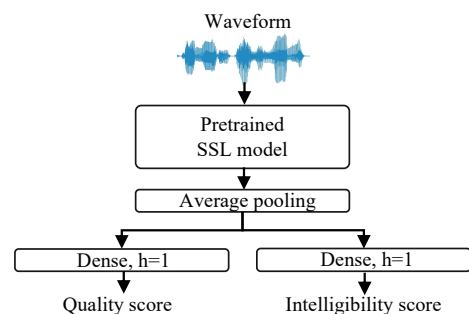 Waveform
Pretrained
SSL model
Average pooling
Dense, h=1
Dense, h=1
Quality score
Intelligibility score